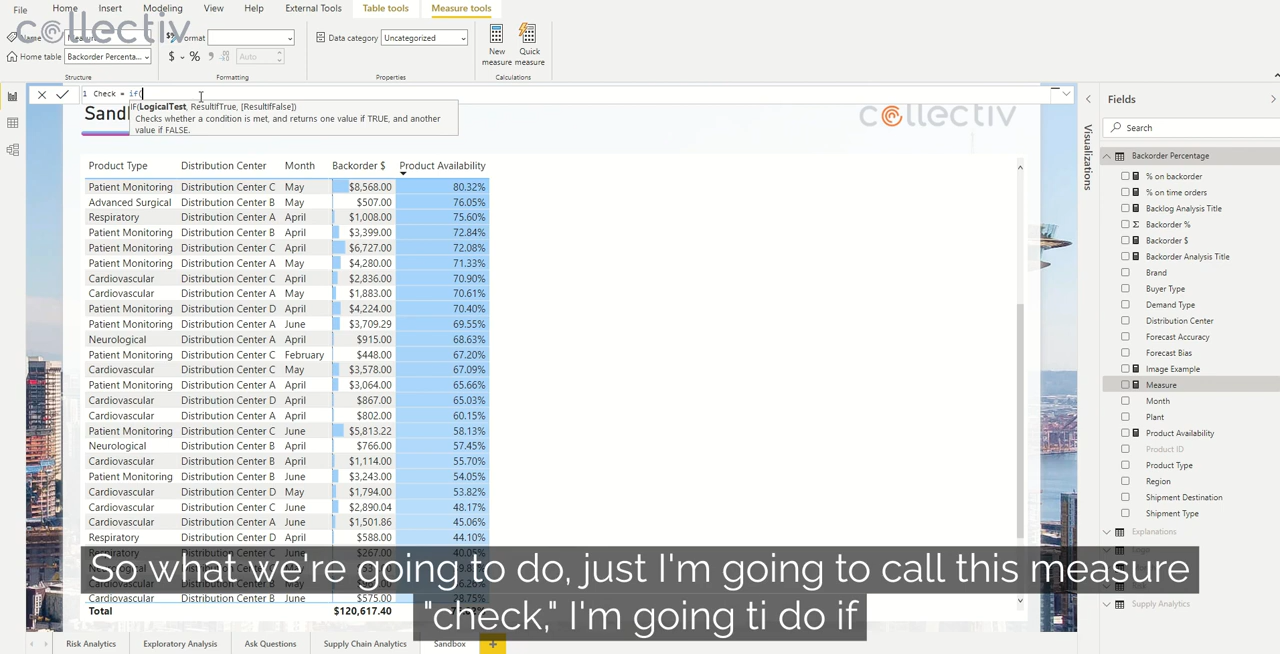 File Home Insert Modeling View Help External Tools Table tools Measure tools
collectiv
Format
Data category Uncategorized
Home table Backorder Percenta...
$ % Auto
New measure
Quick measure
Structure Formatting Properties Calculations
1 Check = if(
IF(LogicalTest, ResultIfTrue, [ResultIfFalse])
Checks whether a condition is met, and returns one value if TRUE, and another
value if FALSE.
collectiv
Product Type Distribution Center Month Backorder $ Product Availability
Patient Monitoring Distribution Center C May $8,568.00 80.32%
Advanced Surgical Distribution Center B May $507.00 76.05%
Respiratory Distribution Center A April $1,008.00 75.60%
Patient Monitoring Distribution Center B April $3,399.00 72.84%
Patient Monitoring Distribution Center C April $6,727.00 72.08%
Patient Monitoring Distribution Center A May $4,280.00 71.33%
Cardiovascular Distribution Center C April $2,836.00 70.90%
Cardiovascular Distribution Center A May $1,883.00 70.61%
Patient Monitoring Distribution Center D April $4,224.00 70.40%
Patient Monitoring Distribution Center A June $3,709.29 69.55%
Neurological Distribution Center A April $915.00 68.63%
Patient Monitoring Distribution Center C February $448.00 67.20%
Cardiovascular Distribution Center C May $3,578.00 67.09%
Patient Monitoring Distribution Center A April $3,064.00 65.66%
Cardiovascular Distribution Center D April $867.00 65.03%
Cardiovascular Distribution Center A April $802.00 60.15%
Patient Monitoring Distribution Center C June $5,813.22 58.13%
Neurological Distribution Center B April $766.00 57.45%
Cardiovascular Distribution Center B April $1,114.00 55.70%
Patient Monitoring Distribution Center B June $3,243.00 54.05%
Cardiovascular Distribution Center D May $1,794.00 53.82%
Cardiovascular Distribution Center C June $2,890.04 48.17%
Cardiovascular Distribution Center A June $1,501.86 45.06%
Respiratory Distribution Center D April $588.00 44.10%
Respiratory Distribution Center C June $267.00
Cardiovascular Distribution Center B June $575.00 28.75%
Total $120,617.40
So what we're going to do, just I'm going to call this measure
"check," I'm going ti do if
Risk Analytics Exploratory Analysis Ask Questions Supply Chain Analytics Sandbox +
Visualizations
Fields
Search
Backorder Percentage
% on backorder
% on time orders
Backlog Analysis Title
Backorder %
Backorder $
Backorder Analysis Title
Brand
Buyer Type
Demand Type
Distribution Center
Forecast Accuracy
Forecast Bias
Image Example
Measure
Month
Plant
Product Availability
Product ID
Product Type
Region
Shipment Destination
Shipment Type
Explanations
Supply Analytics